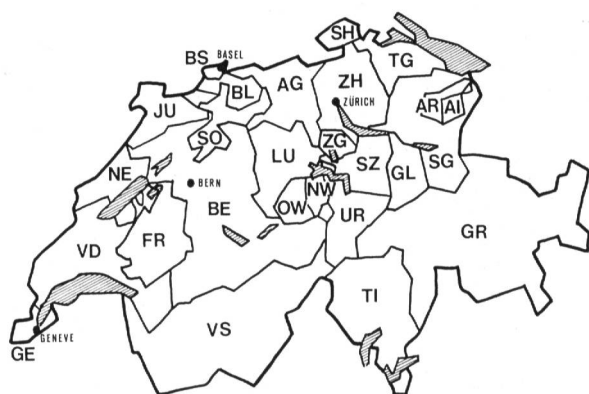 SH
BS BASEL
TG
ZH
BL
AG
JU
ZÜRICH
AR AI
SO
ZG
LU
NE
SZ
GL
SG
BERN
NW
BE
OW
UR
FR
GR
VD
TI
VS
GENEVE
GE